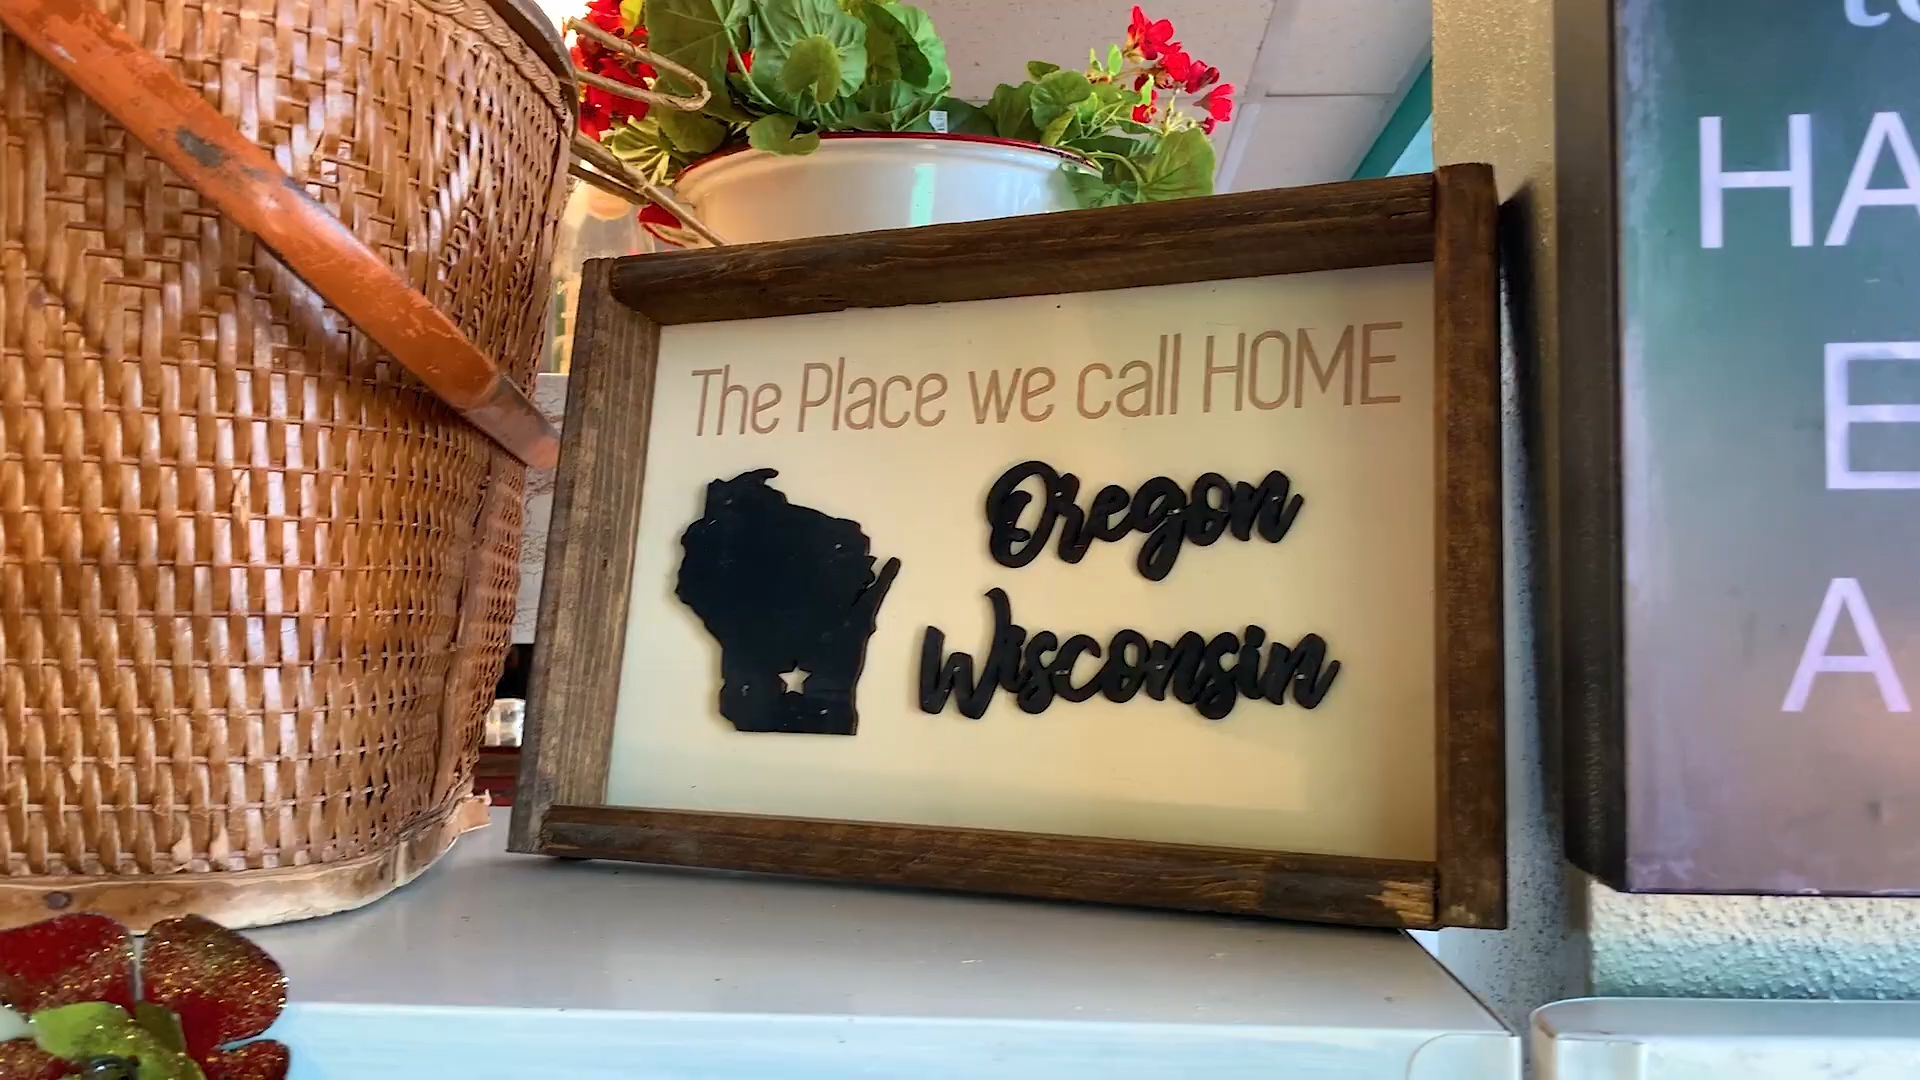 The Place we call HOME
Oregon
Wisconsin
HA
E
A